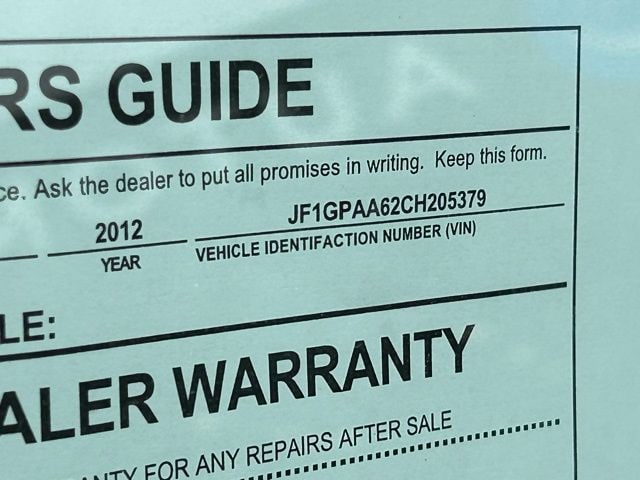 RS GUIDE
ce. Ask the dealer to put all promises in writing. Keep this form.
2012 JF1GPAA62CH205379
YEAR VEHICLE IDENTIFACTION NUMBER (VIN)
LE:
ALER WARRANTY
ANTY FOR ANY REPAIRS AFTER SALE